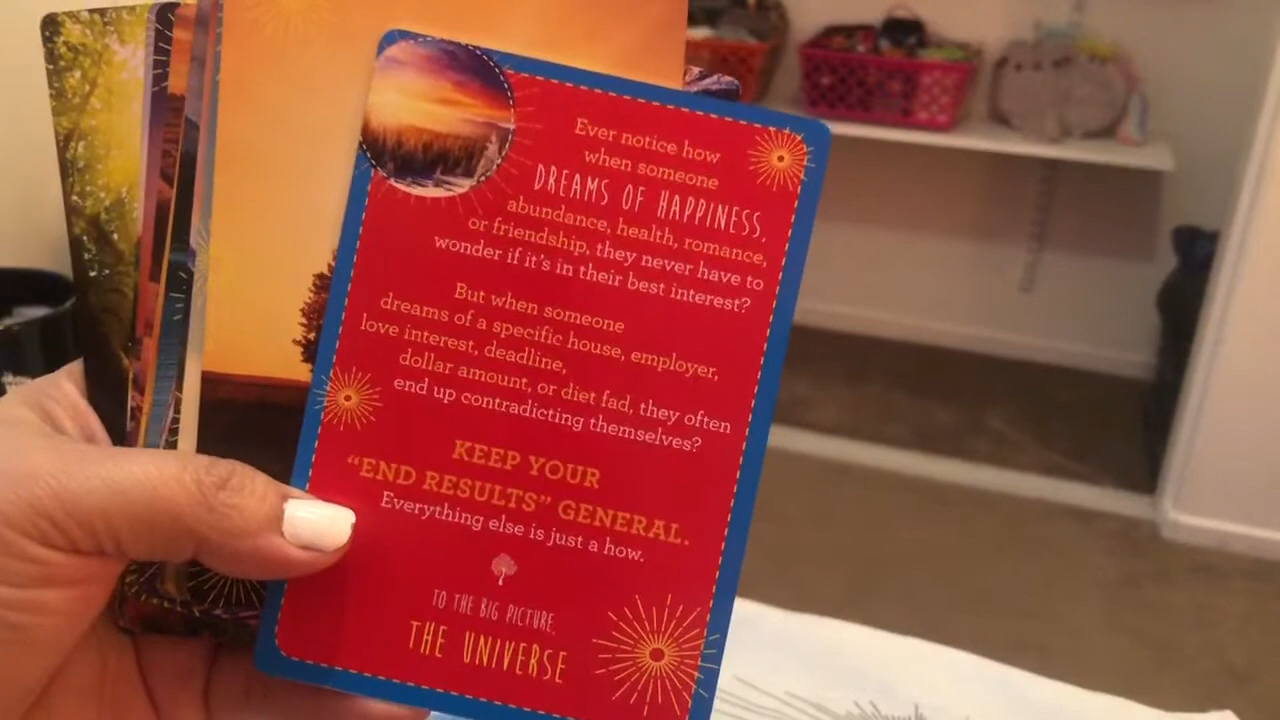 Ever notice how
when someone
DREAMS OF HAPPINESS,
abundance, health, romance,
or friendship, they never have to
wonder if it's in their best interest?
But when someone
dreams of a specific house, employer,
love interest, deadline,
dollar amount, or diet fad, they often
end up contradicting themselves?
KEEP YOUR
“END RESULTS” GENERAL.
Everything else is just a how.
TO THE BIG PICTURE,
THE UNIVERSE